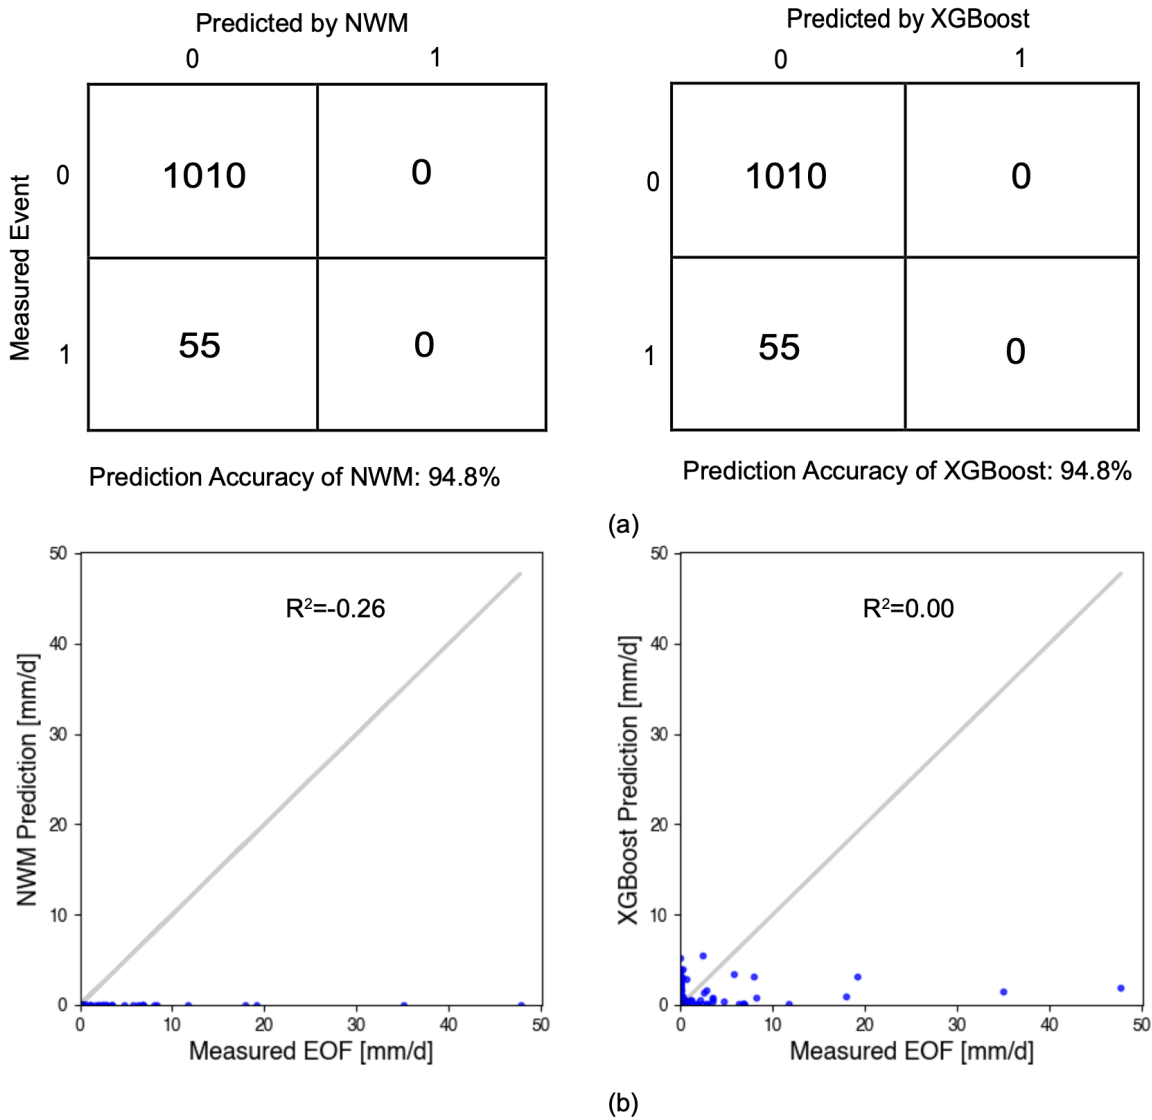 Predicted by NWM
0 1
Measured Event
0
1010 0
1
55 0
Prediction Accuracy of NWM: 94.8%
Predicted by XGBoost
0 1
0
1010 0
1
55 0
Prediction Accuracy of XGBoost: 94.8%
(a)
R²=-0.26
NWM Prediction [mm/d]
50
40
30
20
10
0
0 10 20 30 40 50
Measured EOF [mm/d]
R²=0.00
XGBoost Prediction [mm/d]
50
40
30
20
10
0
0 10 20 30 40 50
Measured EOF [mm/d]
(b)